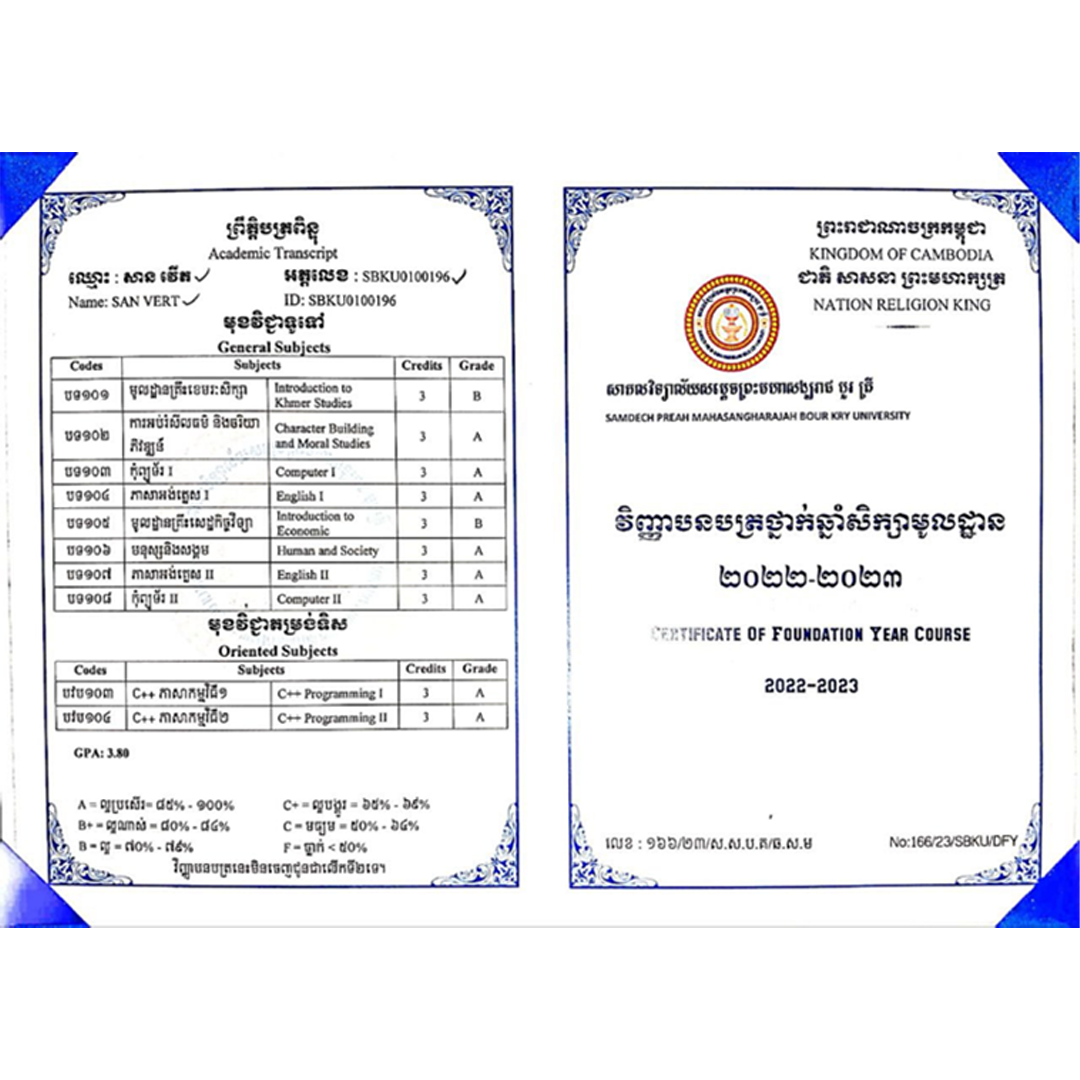 ព្រឹត្តិបត្រពិន្ទុ
Academic Transcript
ឈ្មោះ : សាន វើត អត្តលេខ : SBKU0100196
Name: SAN VERT ID: SBKU0100196
មុខវិជ្ជាទូទៅ
General Subjects
Codes Subjects Credits Grade
បទ១០១ មូលដ្ឋានគ្រឹះខេមរៈសិក្សា Introduction to Khmer Studies 3 B
បទ១០២ ការអប់រំសីលធម៌ និងចរិយាភិវឌ្ឍន៍ Character Building and Moral Studies 3 A
បទ១០៣ កុំព្យូទ័រ I Computer I 3 A
បទ១០៤ ភាសាអង់គ្លេស I English I 3 A
បទ១០៥ មូលដ្ឋានគ្រឹះសេដ្ឋកិច្ចវិទ្យា Introduction to Economic 3 B
បទ១០៦ មនុស្សនិងសង្គម Human and Society 3 A
បទ១០៧ ភាសាអង់គ្លេស II English II 3 A
បទ១០៨ កុំព្យូទ័រ II Computer II 3 A
មុខវិជ្ជាតម្រង់ទិស
Oriented Subjects
Codes Subjects Credits Grade
បវប១០៣ C++ ភាសាកម្មវិធី១ C++ Programming I 3 A
បវប១០៤ C++ ភាសាកម្មវិធី២ C++ Programming II 3 A
GPA: 3.80
A = ល្អប្រសើរ= ៨៥% - ១០០% C+ = ល្អបង្គួរ = ៦៥% - ៦៩%
B+ = ល្អណាស់ = ៨០% - ៨៤% C = មធ្យម = ៥០% - ៦៤%
B = ល្អ = ៧០% - ៧៩% F = ធ្លាក់ < ៥០%
វិញ្ញាបនបត្រនេះមិនចេញជូនជាលើកទី២ទេ។
ព្រះរាជាណាចក្រកម្ពុជា
KINGDOM OF CAMBODIA
ជាតិ សាសនា ព្រះមហាក្សត្រ
NATION RELIGION KING
សាកលវិទ្យាល័យសម្តេចព្រះមហាសង្ឃរាជ បួរ គ្រី
SAMDECH PREAH MAHASANGHARAJAH BOUR KRY UNIVERSITY
វិញ្ញាបនបត្រថ្នាក់ឆ្នាំសិក្សាមូលដ្ឋាន
២០២២-២០២៣
CERTIFICATE OF FOUNDATION YEAR COURSE
2022-2023
លេខ : ១៦៦/២៣/ស.ស.ប.គ/ឆ.ស.ម No:166/23/SBKU/DFY